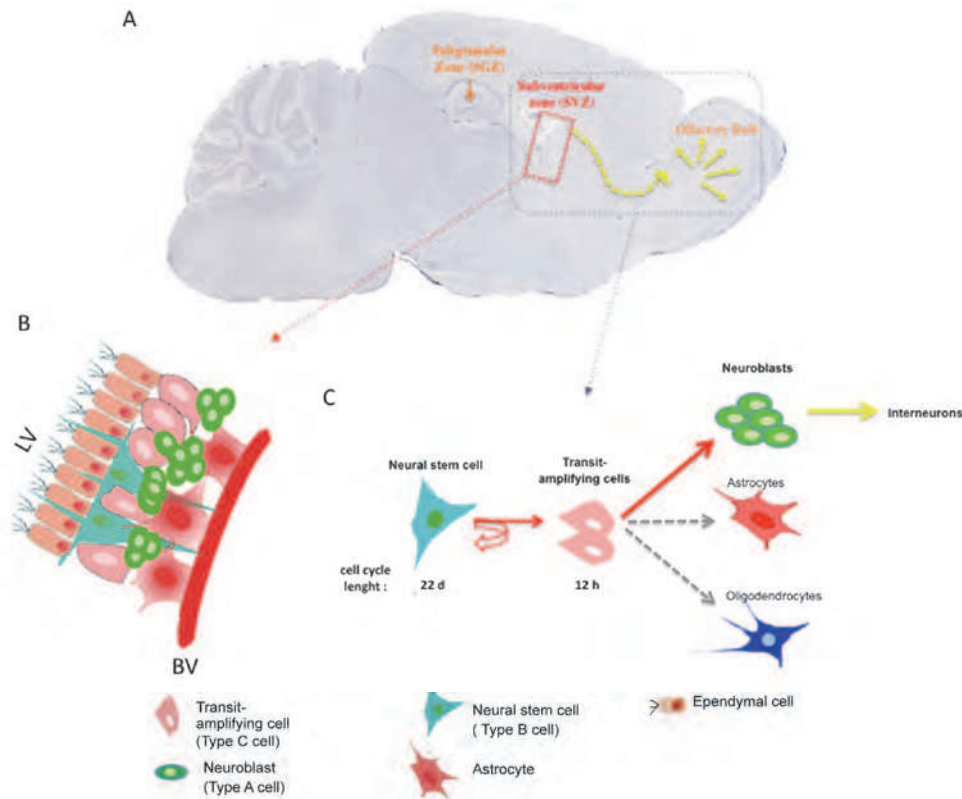 A
Subgranular
Zone (SGZ)
Subventricular
zone (SVZ)
Olfactory Bulb
B
LV
BV
C
Neural stem cell
Transit-
amplifying cells
Neuroblasts
Interneurons
Astrocytes
Oligodendrocytes
cell cycle
lenght :
22 d
12 h
Transit-
amplifying cell
(Type C cell)
Neuroblast
(Type A cell)
Neural stem cell
( Type B cell)
Astrocyte
Ependymal cell